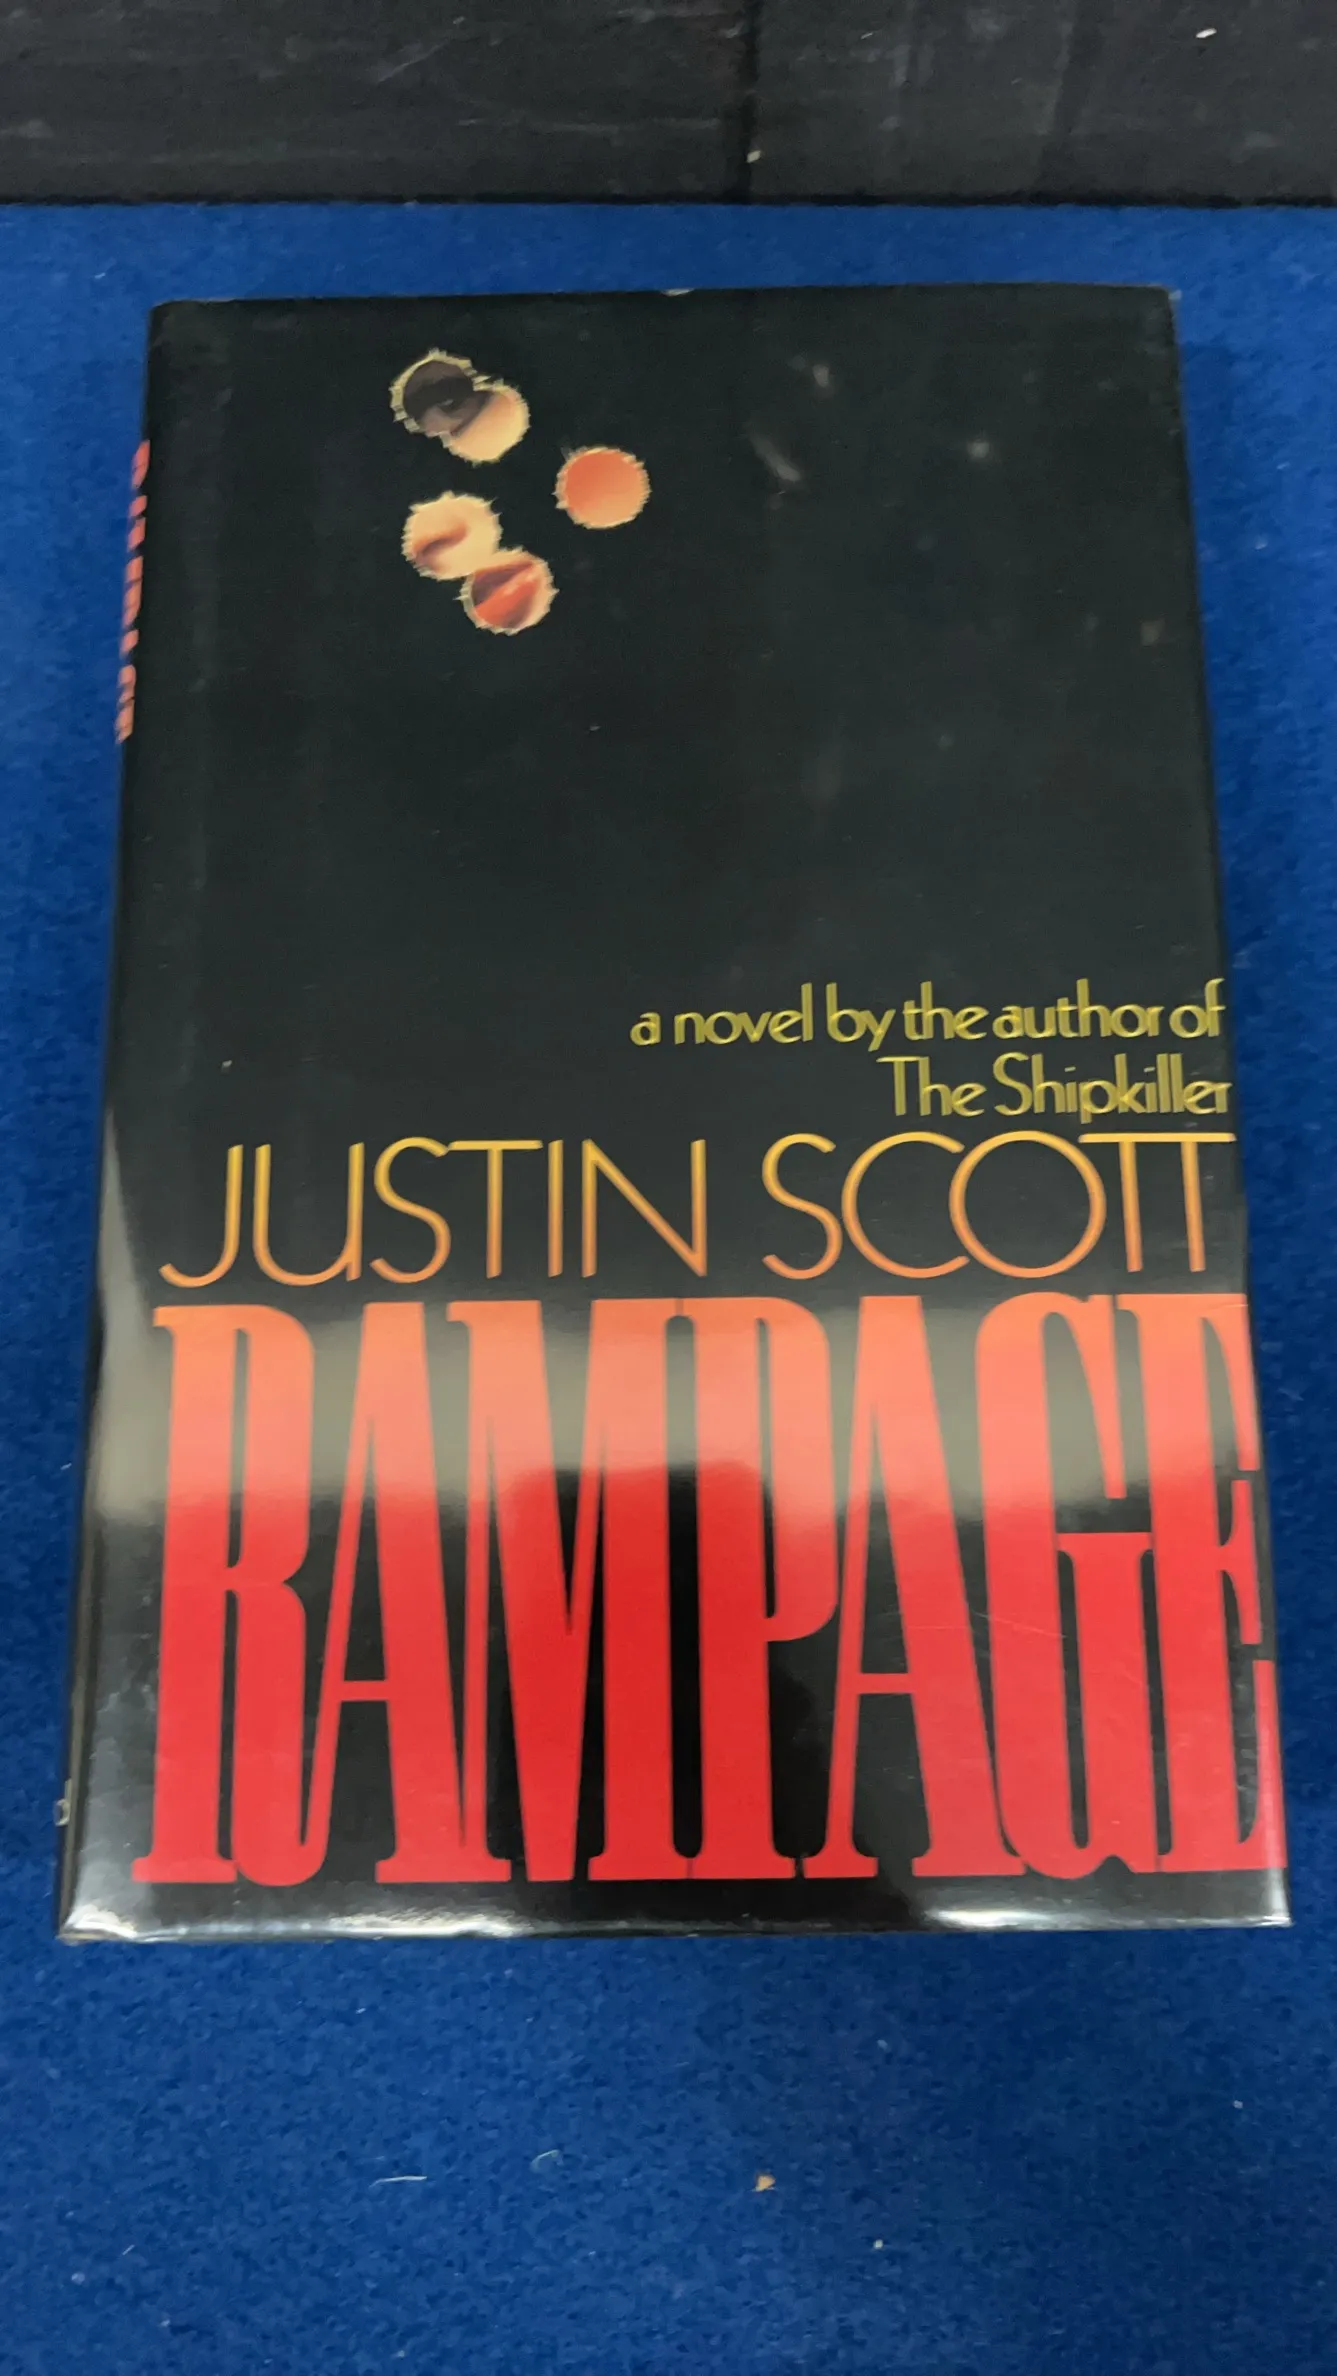 a novel by the author of
The Shipkiller
JUSTIN SCOTT
RAMPAGE